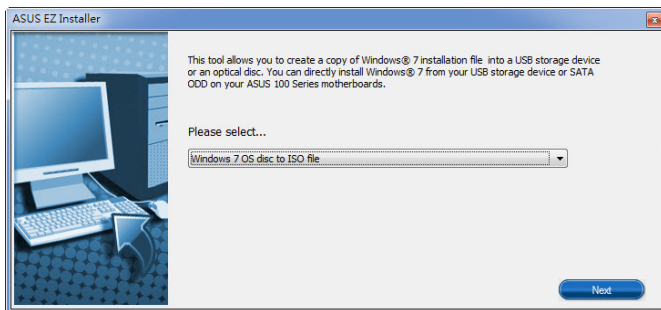 ASUS EZ Installer
This tool allows you to create a copy of Windows® 7 installation file into a USB storage device
or an optical disc. You can directly install Windows® 7 from your USB storage device or SATA
ODD on your ASUS 100 Series motherboards.
Please select...
Windows 7 OS disc to ISO file
Next